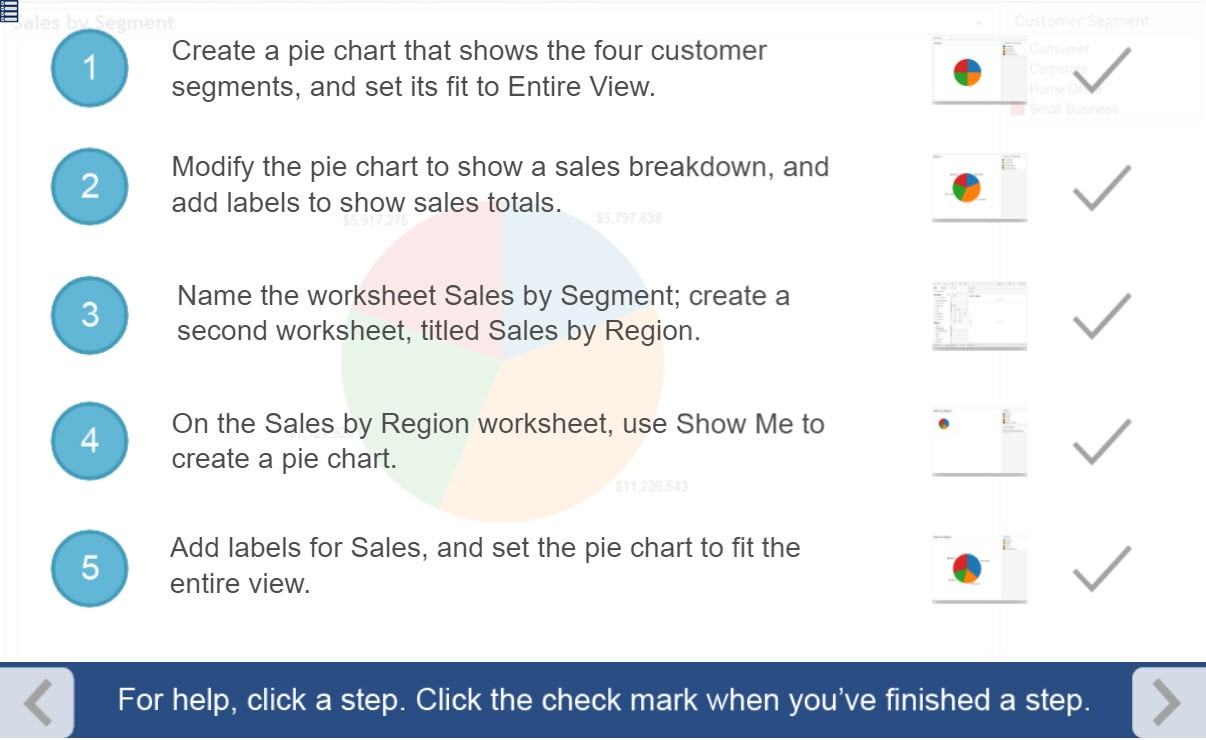 Sales by Segment
Customer Segment
1
Create a pie chart that shows the four customer
segments, and set its fit to Entire View.
Consumer
Corporate
Home Office
Small Business
2
Modify the pie chart to show a sales breakdown, and
add labels to show sales totals.
$5,917,275
$5,797,838
3
Name the worksheet Sales by Segment; create a
second worksheet, titled Sales by Region.
4
On the Sales by Region worksheet, use Show Me to
create a pie chart.
$11,226,543
5
Add labels for Sales, and set the pie chart to fit the
entire view.
For help, click a step. Click the check mark when you’ve finished a step.